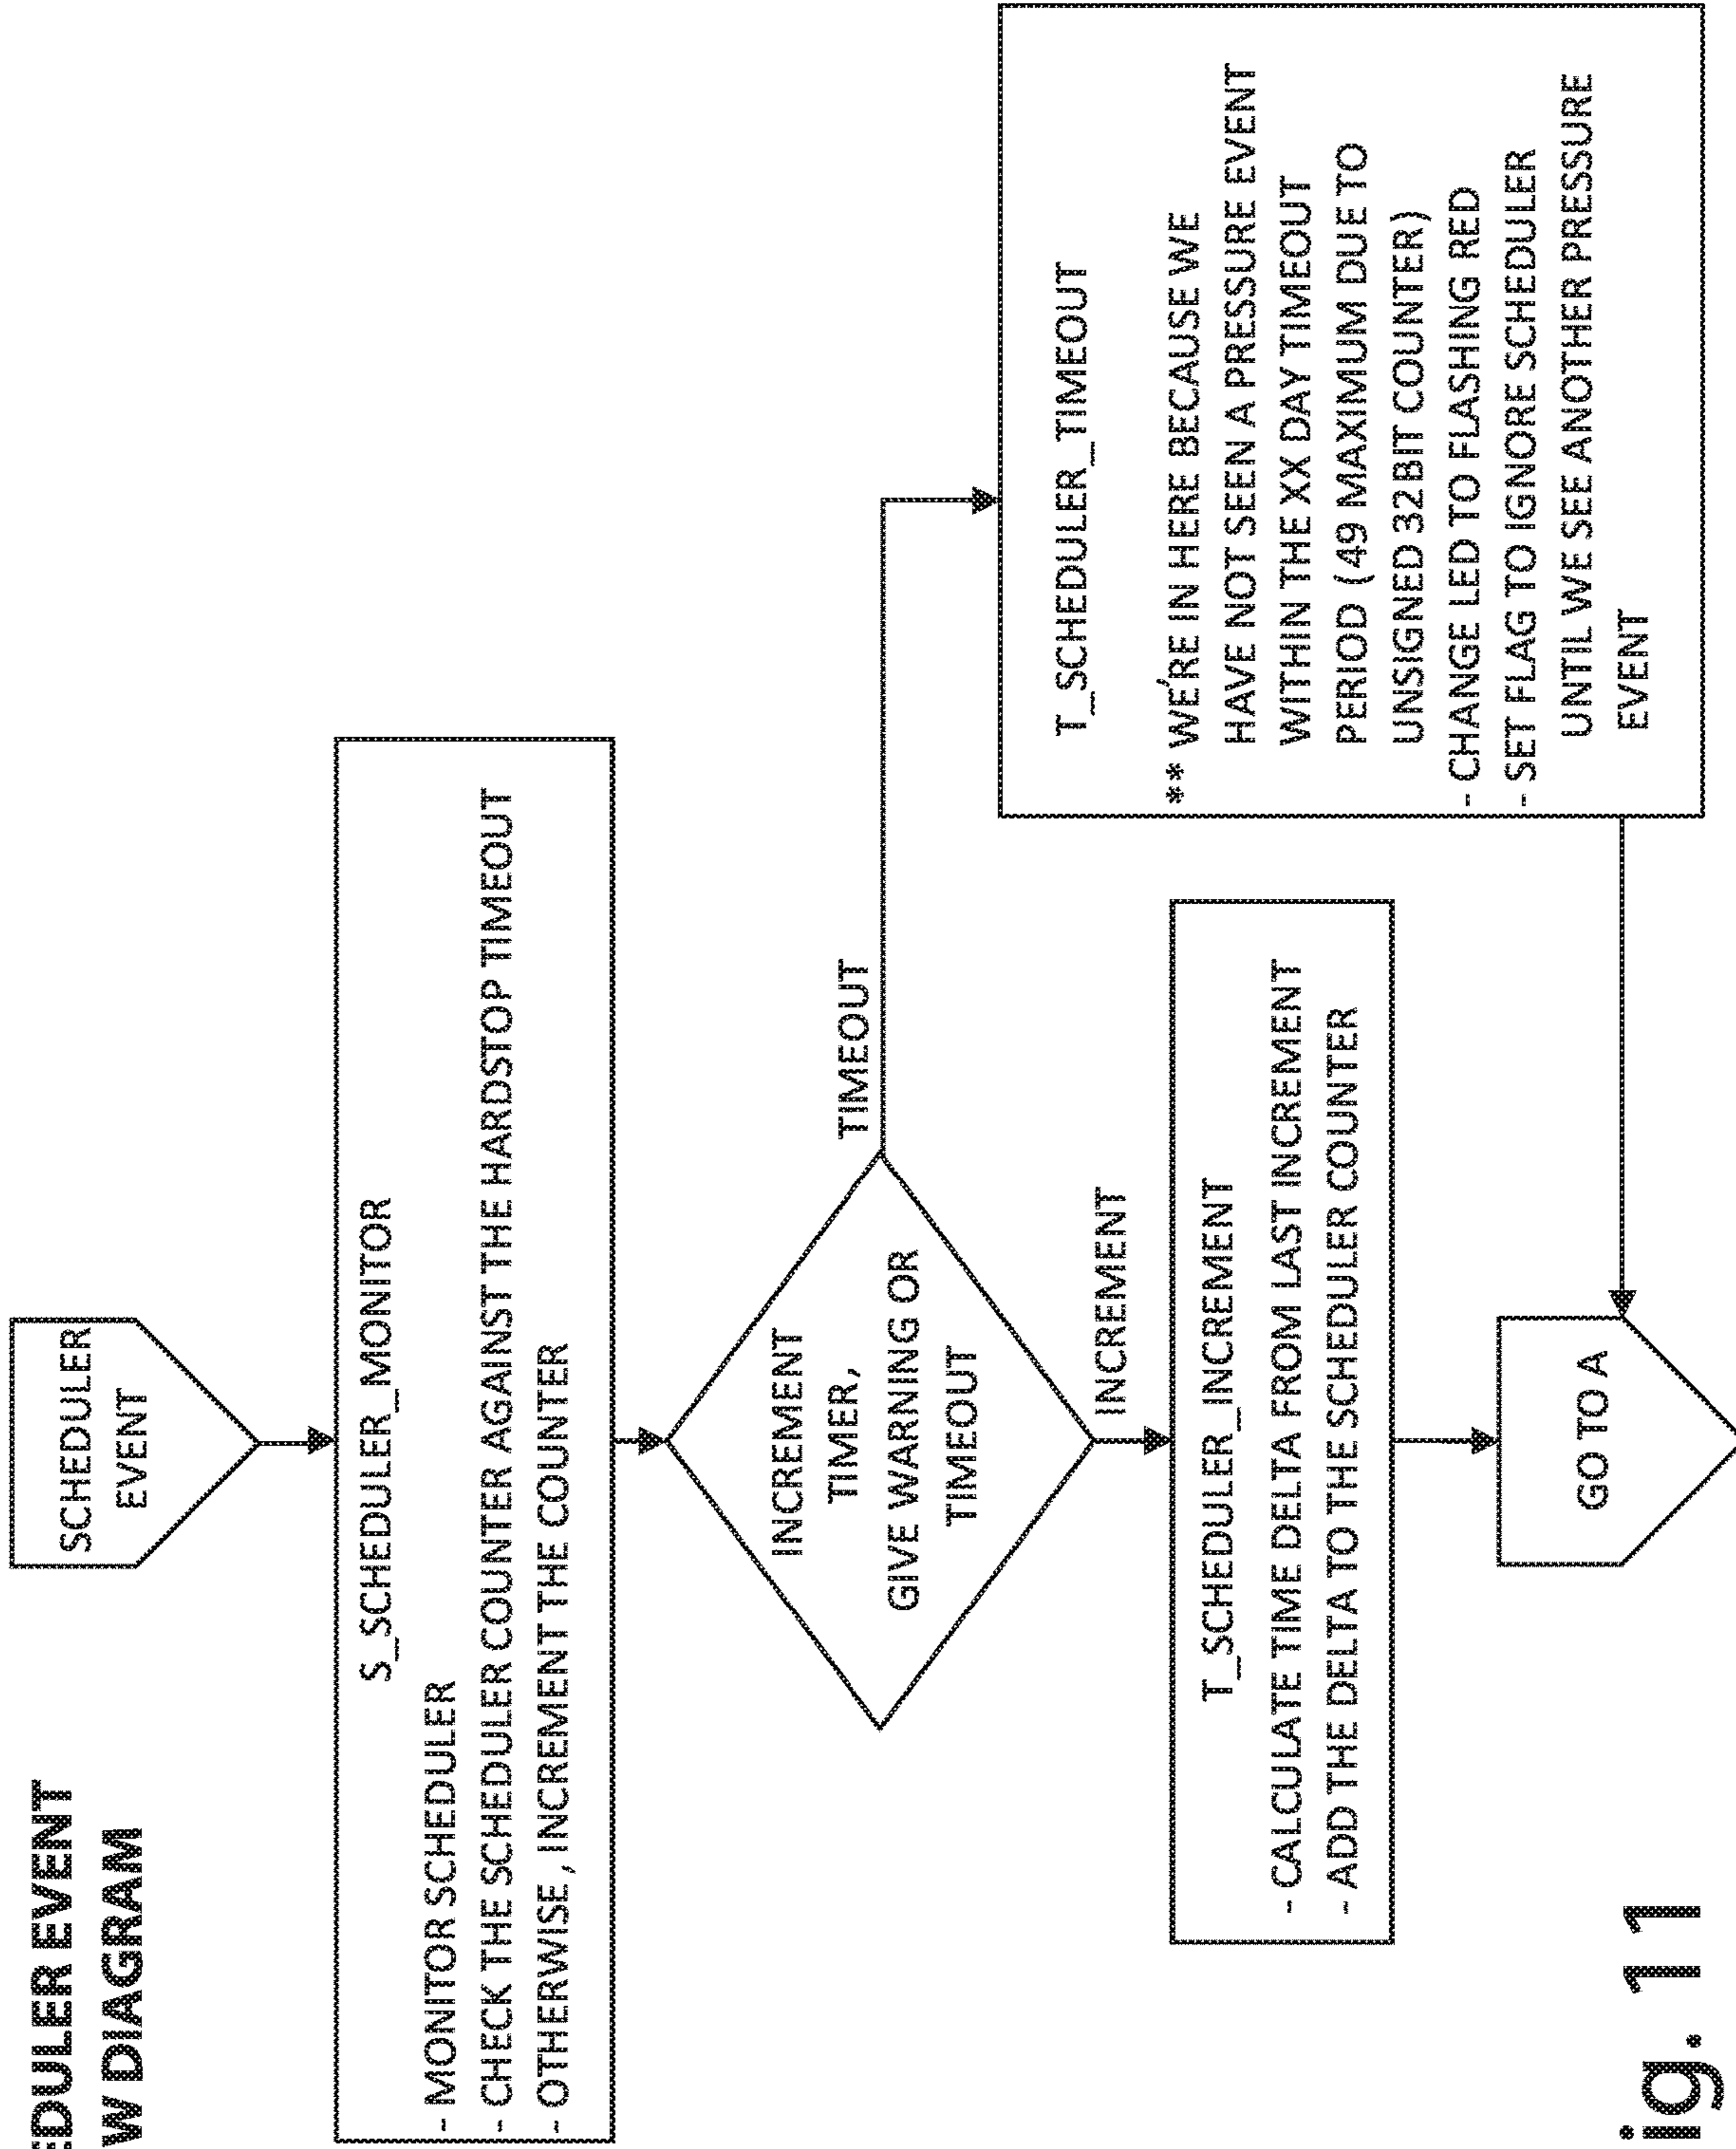 EDULER EVENT
W DIAGRAM
SCHEDULER
EVENT
S_SCHEDULER_MONITOR
- MONITOR SCHEDULER
- CHECK THE SCHEDULER COUNTER AGAINST THE HARDSTOP TIMEOUT
- OTHERWISE, INCREMENT THE COUNTER
INCREMENT
TIMER,
GIVE WARNING OR
TIMEOUT
TIMEOUT
INCREMENT
T_SCHEDULER_INCREMENT
- CALCULATE TIME DELTA FROM LAST INCREMENT
- ADD THE DELTA TO THE SCHEDULER COUNTER
T_SCHEDULER_TIMEOUT
** WE'RE IN HERE BECAUSE WE
HAVE NOT SEEN A PRESSURE EVENT
WITHIN THE XX DAY TIMEOUT
PERIOD (49 MAXIMUM DUE TO
UNSIGNED 32BIT COUNTER)
- CHANGE LED TO FLASHING RED
- SET FLAG TO IGNORE SCHEDULER
UNTIL WE SEE ANOTHER PRESSURE
EVENT
GO TO A
ig. 11